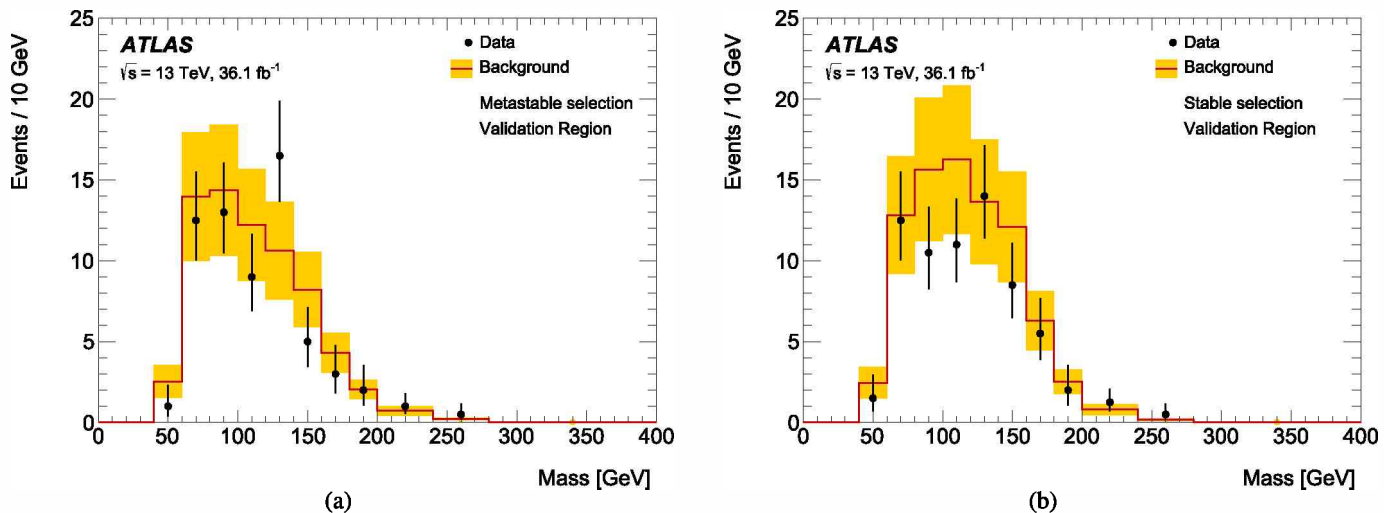 Events / 10 GeV
25
20
15
10
5
0
ATLAS
√s = 13 TeV, 36.1 fb⁻¹
Data
Background
Metastable selection
Validation Region
0 50 100 150 200 250 300 350 400
Mass [GeV]
(a)
Events / 10 GeV
25
20
15
10
5
0
ATLAS
√s = 13 TeV, 36.1 fb⁻¹
Data
Background
Stable selection
Validation Region
0 50 100 150 200 250 300 350 400
Mass [GeV]
(b)